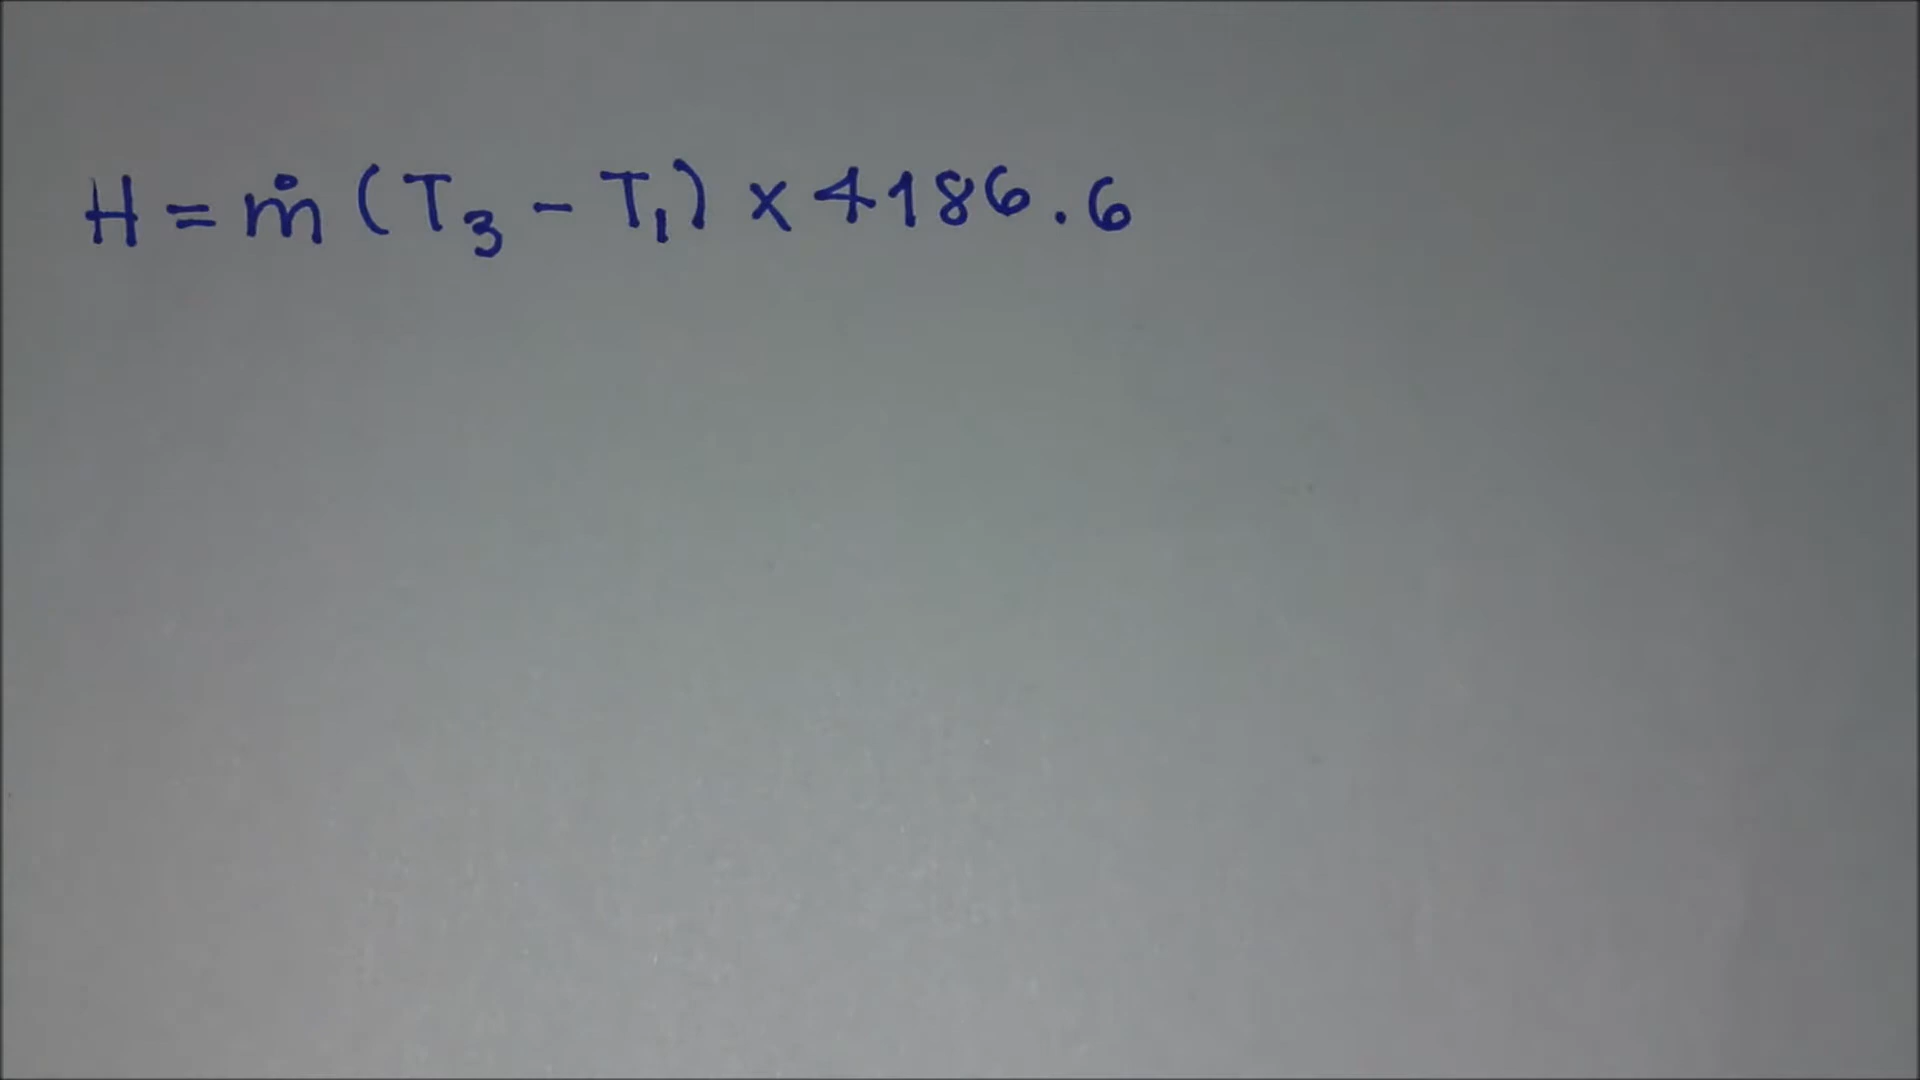 H = ṁ (T₃ - T₁) × 4186.6